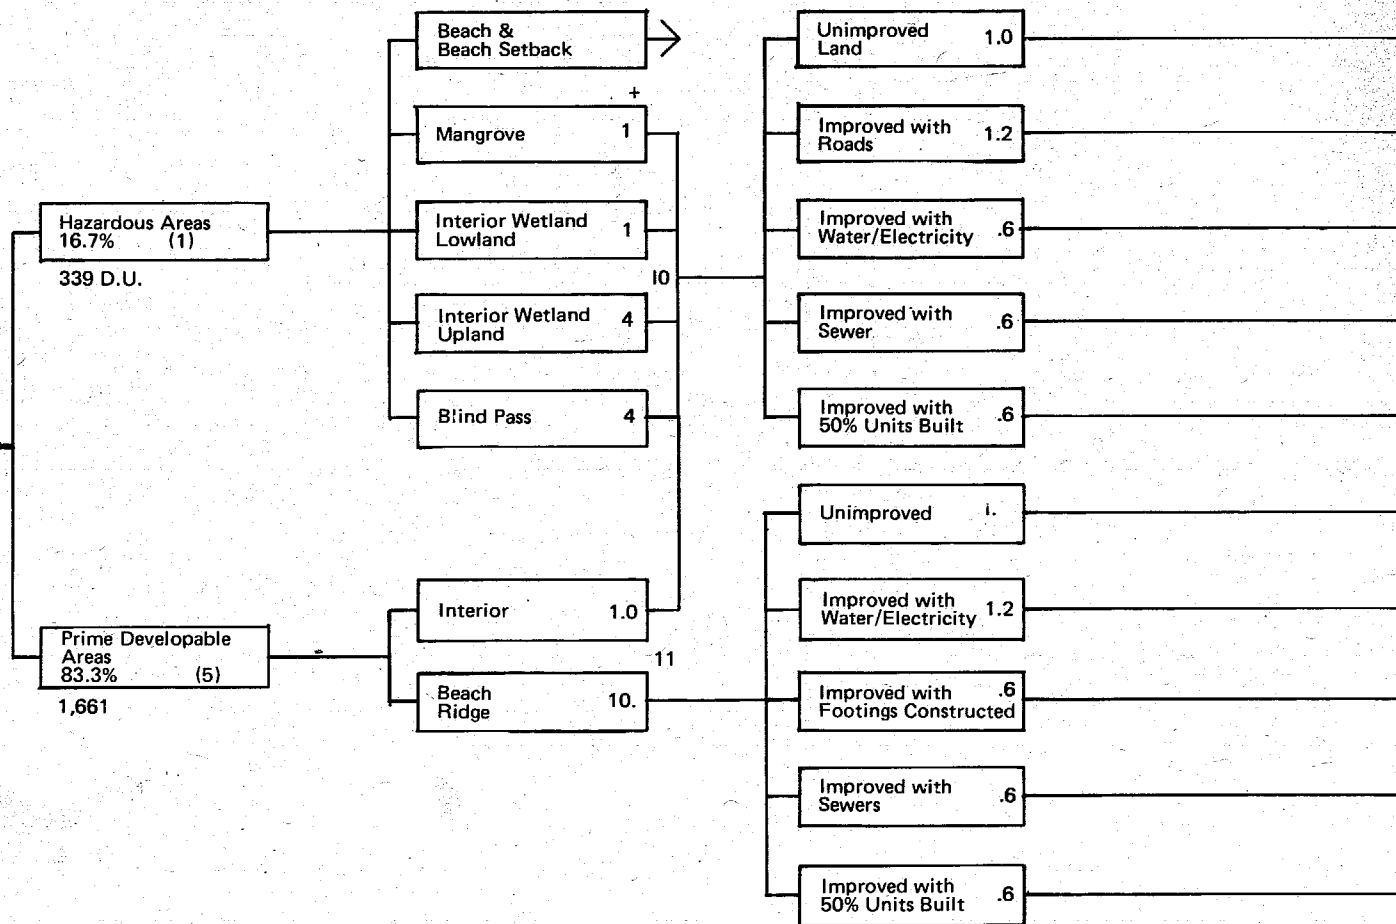 Hazardous Areas
16.7% (1)
339 D.U.
Prime Developable
Areas
83.3% (5)
1,661
Beach &
Beach Setback
+
Mangrove 1
Interior Wetland 1
Lowland
10
Interior Wetland 4
Upland
Blind Pass 4
Interior 1.0
11
Beach 10.
Ridge
Unimproved 1.0
Land
Improved with 1.2
Roads
Improved with .6
Water/Electricity
Improved with .6
Sewer
Improved with .6
50% Units Built
Unimproved 1.
Improved with 1.2
Water/Electricity
Improved with .6
Footings Constructed
Improved with .6
Sewers
Improved with .6
50% Units Built